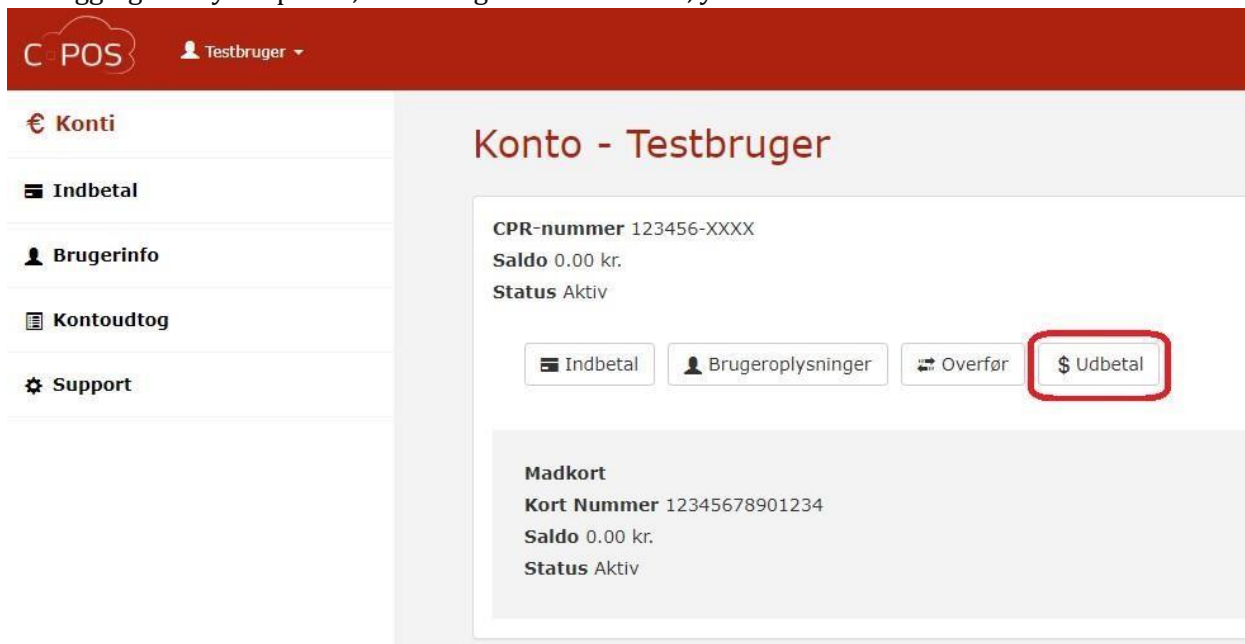 C POS
Testbruger
Konti
Indbetal
Brugerinfo
Kontoudtog
Support
Konto - Testbruger
CPR-nummer 123456-XXXX
Saldo 0.00 kr.
Status Aktiv
Indbetal Brugeroplysninger Overfør $ Udbetal
Madkort
Kort Nummer 12345678901234
Saldo 0.00 kr.
Status Aktiv